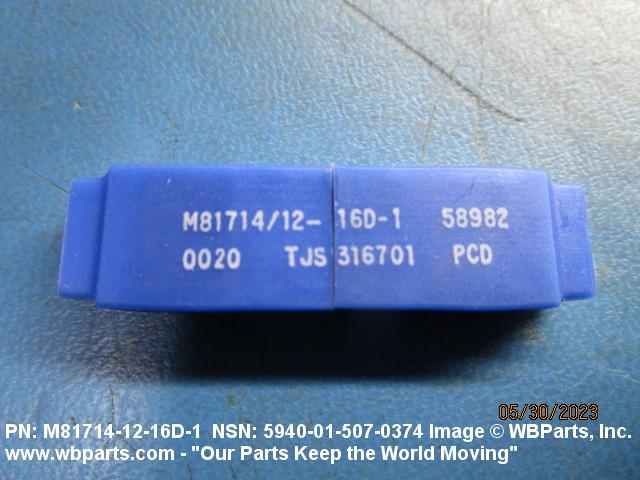 M81714/12- 16D-1 58982
Q020 TJS 316701 PCD
05/30/2023
PN: M81714-12-16D-1 NSN: 5940-01-507-0374 Image © WBParts, Inc.
www.wbparts.com - "Our Parts Keep the World Moving"